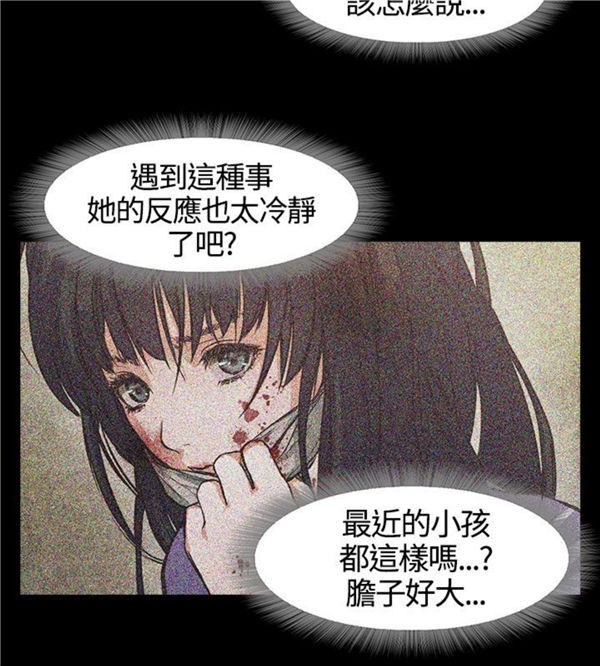 該怎麼說...
遇到這種事
她的反應也太冷靜
了吧?
最近的小孩
都這樣嗎...?
膽子好大...